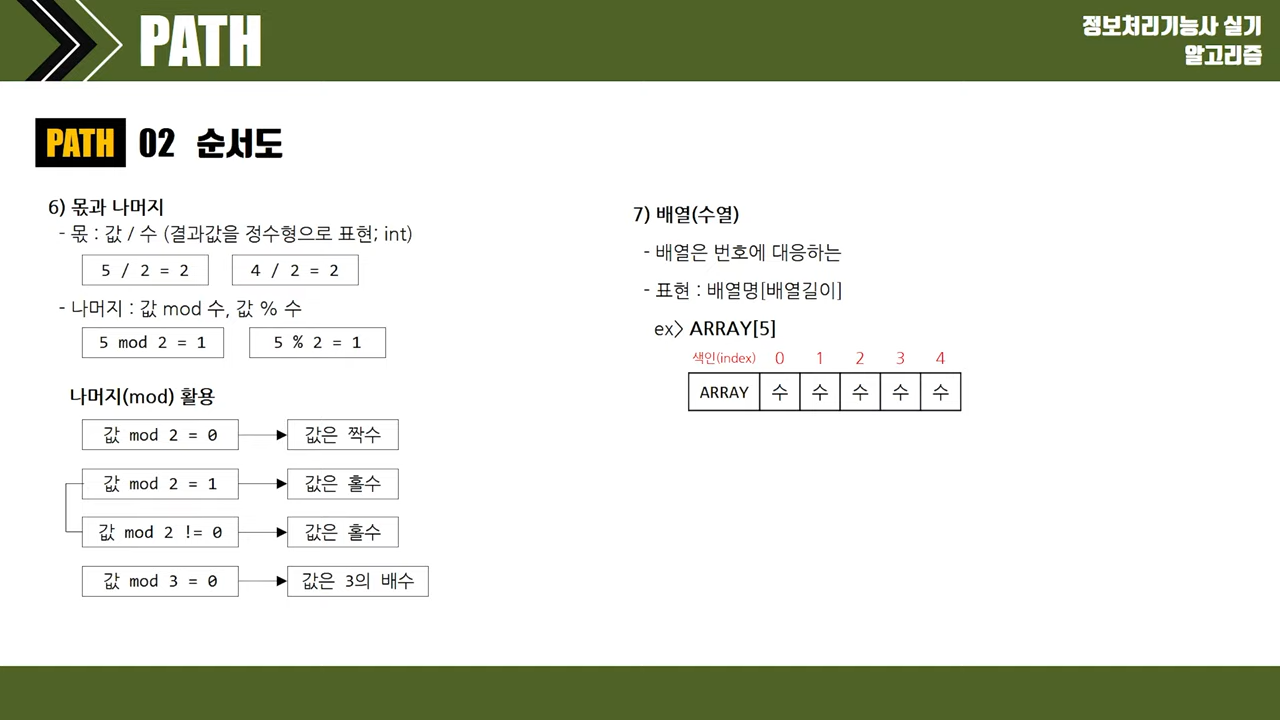 PATH
정보처리기능사 실기
알고리즘
PATH 02 순서도
6) 몫과 나머지
- 몫 : 값 / 수 (결과값을 정수형으로 표현; int)
5 / 2 = 2 4 / 2 = 2
- 나머지 : 값 mod 수, 값 % 수
5 mod 2 = 1 5 % 2 = 1
나머지(mod) 활용
값 mod 2 = 0 값은 짝수
값 mod 2 = 1 값은 홀수
값 mod 2 != 0 값은 홀수
값 mod 3 = 0 값은 3의 배수
7) 배열(수열)
- 배열은 번호에 대응하는
- 표현 : 배열명[배열길이]
ex> ARRAY[5]
색인(index) 0 1 2 3 4
ARRAY 수 수 수 수 수